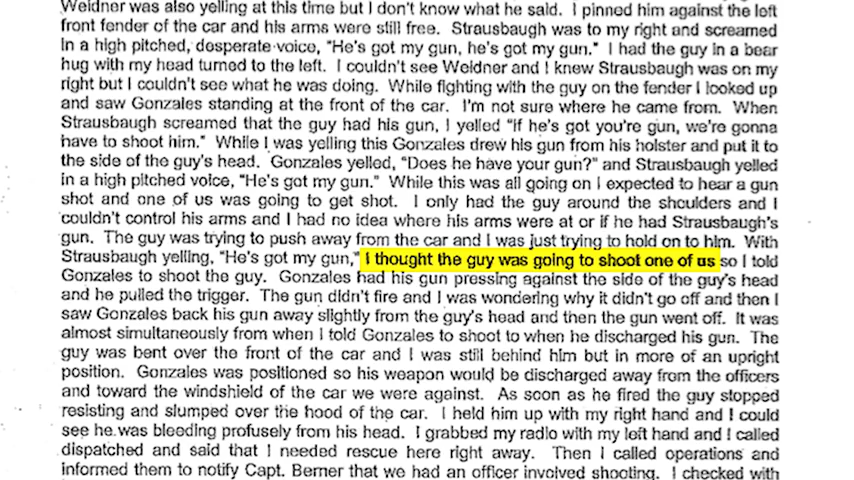 Weidner was also yelling at this time but I don't know what he said.  I pinned him against the left
front fender of the car and his arms were still free.  Strausbaugh was to my right and screamed
in a high pitched, desperate voice, "He's got my gun, he's got my gun."  I had the guy in a bear
hug with my head turned to the left.  I couldn't see Weidner and I knew Strausbaugh was on my
right but I couldn't see what he was doing.  While fighting with the guy on the fender I looked up
and saw Gonzales standing at the front of the car.  I'm not sure where he came from.  When
Strausbaugh screamed that the guy had his gun, I yelled "If he's got you're gun, we're gonna
have to shoot him."  While I was yelling this Gonzales drew his gun from his holster and put it to
the side of the guy's head.  Gonzales yelled, "Does he have your gun?" and Strausbaugh yelled
in a high pitched voice, "He's got my gun."  While this was all going on I expected to hear a gun
shot and one of us was going to get shot.  I only had the guy around the shoulders and I
couldn't control his arms and I had no idea where his arms were at or if he had Strausbaugh's
gun.  The guy was trying to push away from the car and I was just trying to hold on to him.  With
Strausbaugh yelling, "He's got my gun," I thought the guy was going to shoot one of us so I told
Gonzales to shoot the guy.  Gonzales had his gun pressing against the side of the guy's head
and he pulled the trigger.  The gun didn't fire and I was wondering why it didn't go off and then I
saw Gonzales back his gun away slightly from the guy's head and then the gun went off.  It was
almost simultaneously from when I told Gonzales to shoot to when he discharged his gun.  The
guy was bent over the front of the car and I was still behind him but in more of an upright
position.  Gonzales was positioned so his weapon would be discharged away from the officers
and toward the windshield of the car we were against.  As soon as he fired the guy stopped
resisting and slumped over the hood of the car.  I held him up with my right hand and I could
see he was bleeding profusely from his head.  I grabbed my radio with my left hand and I called
dispatched and said that I needed rescue here right away.  Then I called operations and
informed them to notify Capt. Berner that we had an officer involved shooting.  I checked with